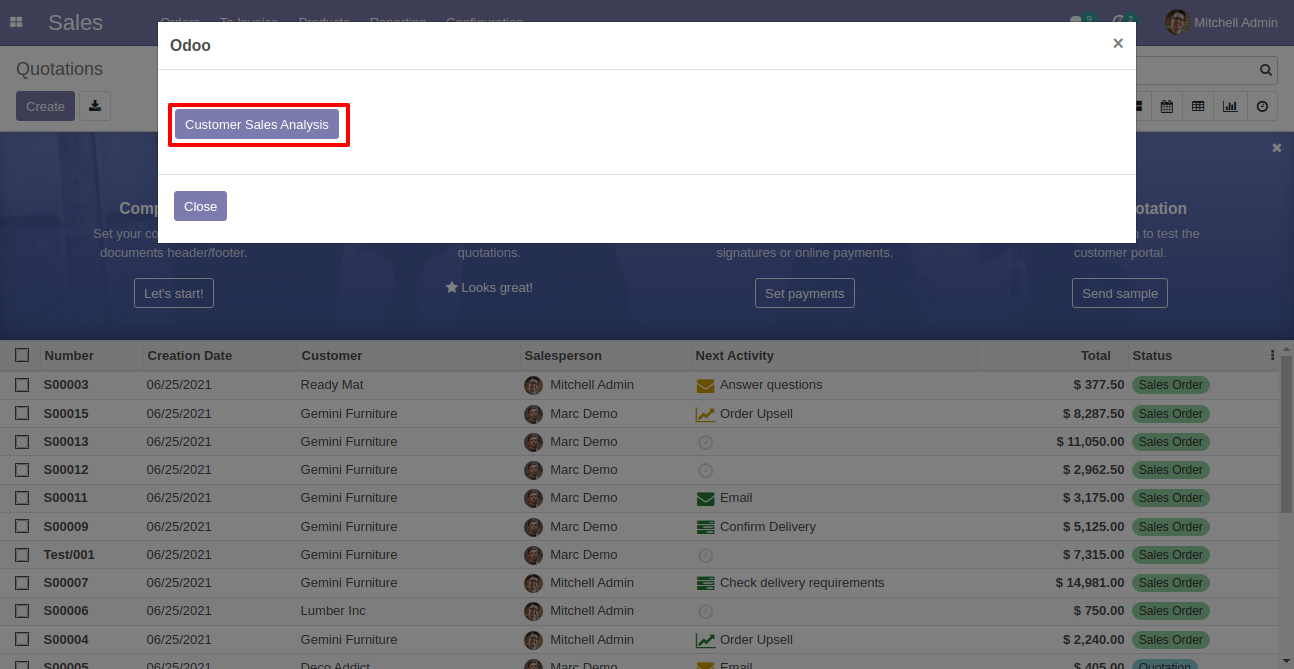 Sales Orders To Invoice Products Reporting Configuration 9 2 Mitchell Admin
Odoo ×
Quotations
Create
Customer Sales Analysis
Close
otation
Set your co
n to test the
documents header/footer.
quotations.
signatures or online payments.
customer portal.
Looks great!
Let's start!
Set payments
Send sample
Number Creation Date Customer Salesperson Next Activity Total Status
S00003 06/25/2021 Ready Mat Mitchell Admin Answer questions $ 377.50 Sales Order
S00015 06/25/2021 Gemini Furniture Marc Demo Order Upsell $ 8,287.50 Sales Order
S00013 06/25/2021 Gemini Furniture Marc Demo $ 11,050.00 Sales Order
S00012 06/25/2021 Gemini Furniture Marc Demo $ 2,962.50 Sales Order
S00011 06/25/2021 Gemini Furniture Marc Demo Email $ 3,175.00 Sales Order
S00009 06/25/2021 Gemini Furniture Marc Demo Confirm Delivery $ 5,125.00 Sales Order
Test/001 06/25/2021 Gemini Furniture Marc Demo $ 7,315.00 Sales Order
S00007 06/25/2021 Gemini Furniture Mitchell Admin Check delivery requirements $ 14,981.00 Sales Order
S00006 06/25/2021 Lumber Inc Mitchell Admin $ 750.00 Sales Order
S00004 06/25/2021 Gemini Furniture Mitchell Admin Order Upsell $ 2,240.00 Sales Order
S00005 06/25/2021 Deco Addict Marc Demo Email $ 405.00 Quotation